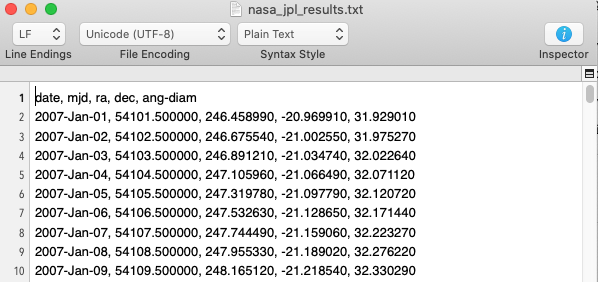 nasa_jpl_results.txt
LF
Unicode (UTF-8)
Plain Text
Line Endings
File Encoding
Syntax Style
Inspector
1 date, mjd, ra, dec, ang-diam
2 2007-Jan-01, 54101.500000, 246.458990, -20.969910, 31.929010
3 2007-Jan-02, 54102.500000, 246.675540, -21.002550, 31.975270
4 2007-Jan-03, 54103.500000, 246.891210, -21.034740, 32.022640
5 2007-Jan-04, 54104.500000, 247.105960, -21.066490, 32.071120
6 2007-Jan-05, 54105.500000, 247.319780, -21.097790, 32.120720
7 2007-Jan-06, 54106.500000, 247.532630, -21.128650, 32.171440
8 2007-Jan-07, 54107.500000, 247.744490, -21.159060, 32.223270
9 2007-Jan-08, 54108.500000, 247.955330, -21.189020, 32.276220
10 2007-Jan-09, 54109.500000, 248.165120, -21.218540, 32.330290